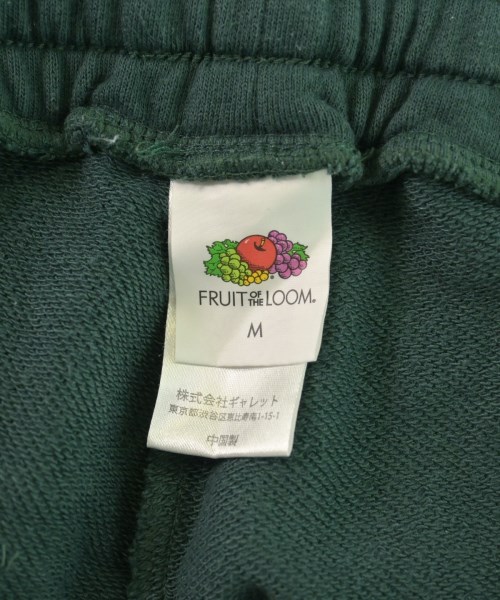 FRUIT OF THE LOOM®
M
株式会社ギャレット
東京都渋谷区恵比寿南1-15-1
中国製